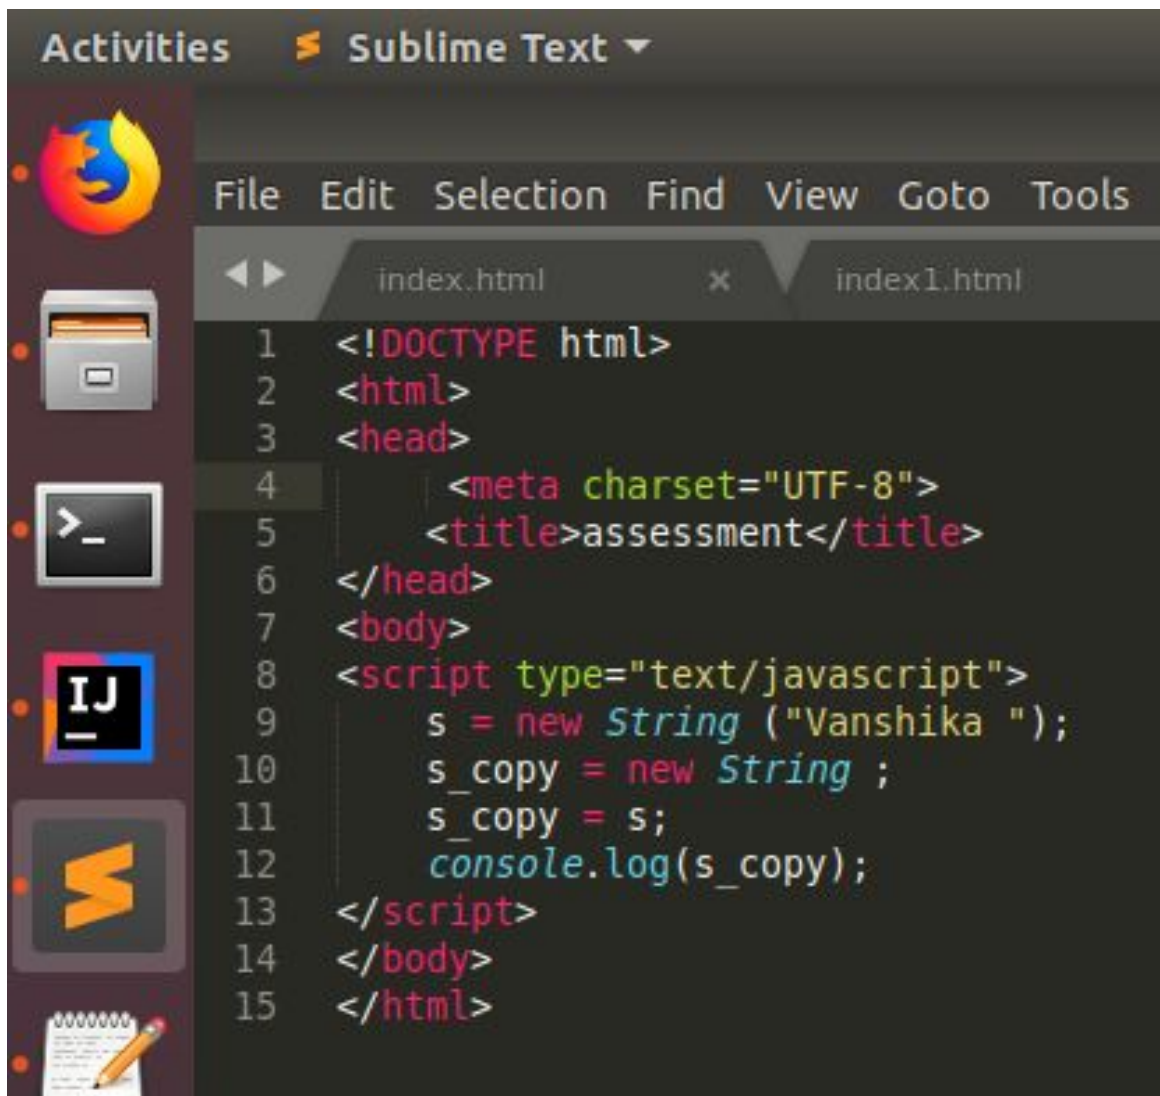 Activities Sublime Text
File Edit Selection Find View Goto Tools
index.html × index1.html
1 <!DOCTYPE html>
2 <html>
3 <head>
4 <meta charset="UTF-8">
5 <title>assessment</title>
6 </head>
7 <body>
8 <script type="text/javascript">
9 s = new String ("Vanshika ");
10 s_copy = new String ;
11 s_copy = s;
12 console.log(s_copy);
13 </script>
14 </body>
15 </html>
>_
IJ